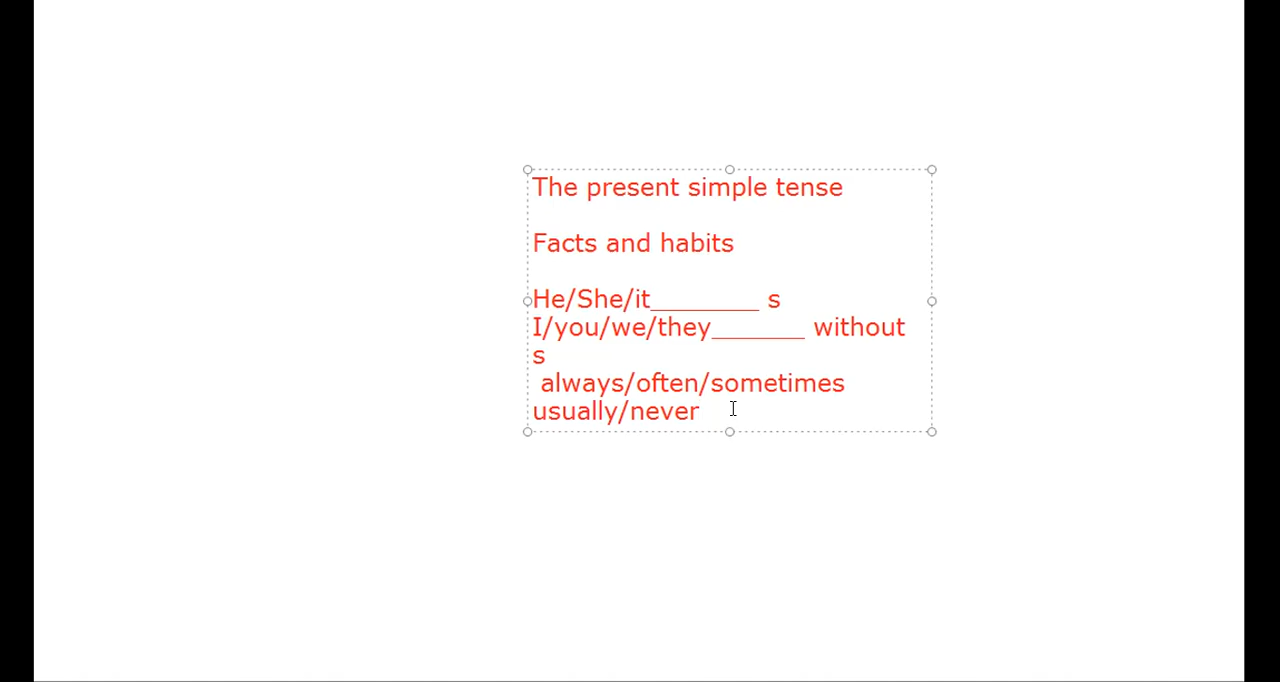 The present simple tense
Facts and habits
He/She/it________ s
I/you/we/they_______ without
s
always/often/sometimes
usually/never